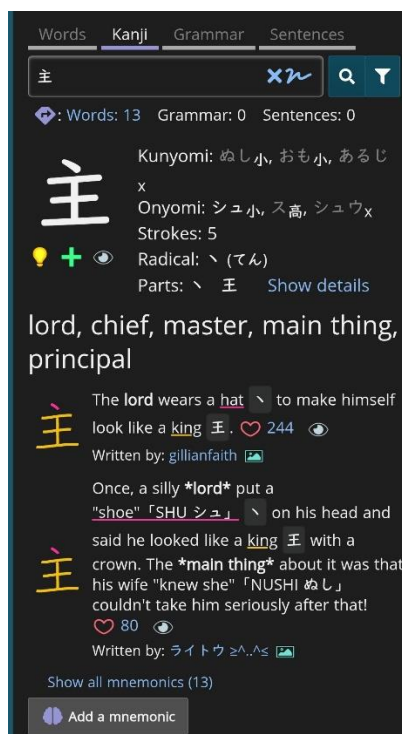 Words Kanji Grammar Sentences
主
: Words: 13 Grammar: 0 Sentences: 0
主
Kunyomi: ぬし小, おも小, あるじ
x
Onyomi: シュ小, ス高, シュウx
Strokes: 5
Radical: 丶 (てん)
Parts: 丶 王 Show details
lord, chief, master, main thing,
principal
主
The lord wears a hat 丶 to make himself
look like a king 王. 244
Written by: gillianfaith
主
Once, a silly *lord* put a
"shoe"「SHU シュ」 丶 on his head and
said he looked like a king 王 with a
crown. The *main thing* about it was that
his wife "knew she"「NUSHI ぬし」
couldn't take him seriously after that!
80
Written by: ライトウ ≥^..^≤
Show all mnemonics (13)
Add a mnemonic